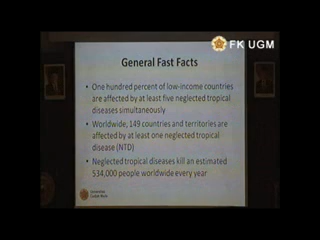 FK UGM
General Fast Facts
• One hundred percent of low-income countries
are affected by at least five neglected tropical
diseases simultaneously
• Worldwide, 149 countries and territories are
affected by at least one neglected tropical
disease (NTD)
• Neglected tropical diseases kill an estimated
534,000 people worldwide every year